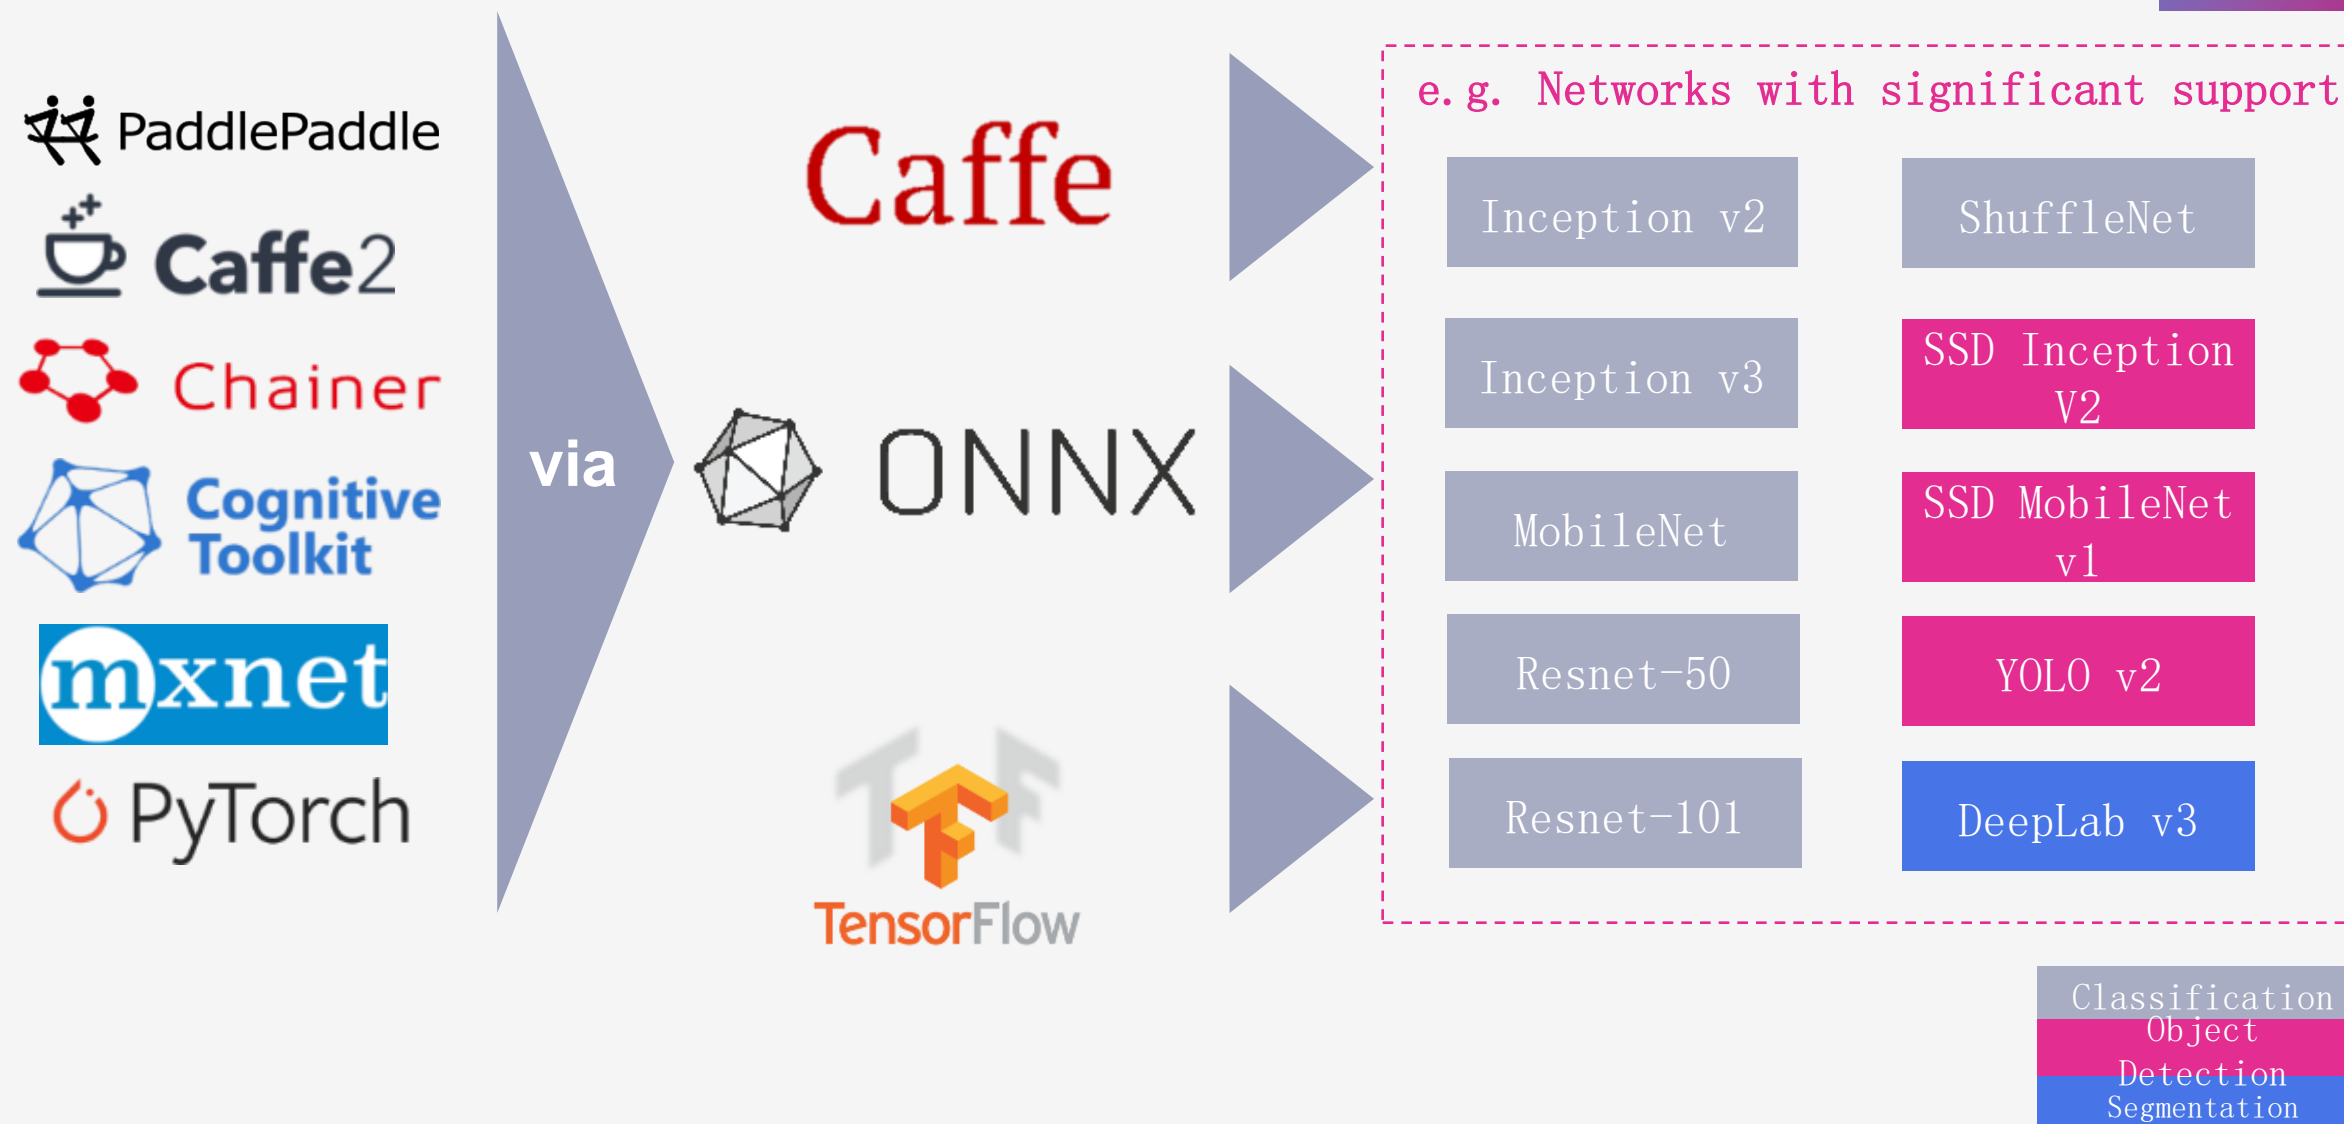 PaddlePaddle
Caffe2
Chainer
Cognitive
Toolkit
mxnet
PyTorch
via
Caffe
ONNX
TensorFlow
e.g. Networks with significant support
Inception v2
ShuffleNet
Inception v3
SSD Inception
V2
MobileNet
SSD MobileNet
v1
Resnet-50
YOLO v2
Resnet-101
DeepLab v3
Classification
Object
Detection
Segmentation